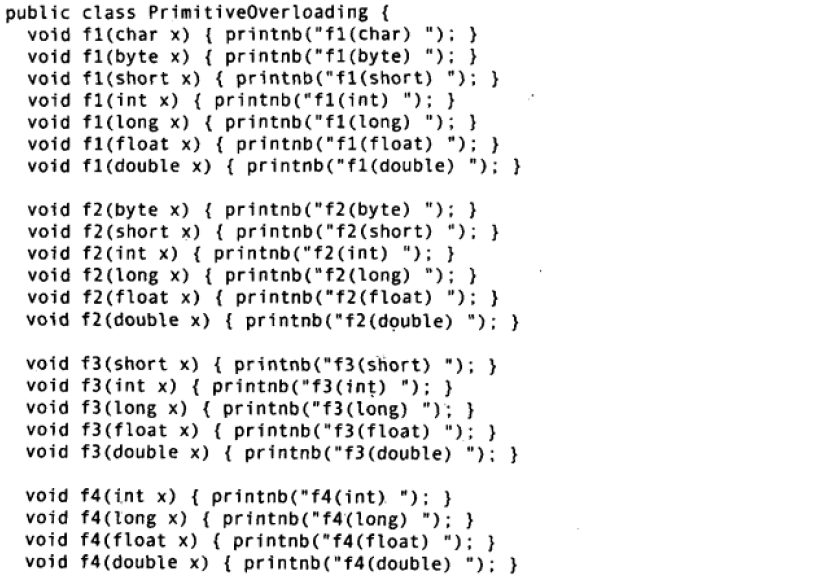 public class PrimitiveOverloading {
  void f1(char x) { printnb("f1(char) "); }
  void f1(byte x) { printnb("f1(byte) "); }
  void f1(short x) { printnb("f1(short) "); }
  void f1(int x) { printnb("f1(int) "); }
  void f1(long x) { printnb("f1(long) "); }
  void f1(float x) { printnb("f1(float) "); }
  void f1(double x) { printnb("f1(double) "); }

  void f2(byte x) { printnb("f2(byte) "); }
  void f2(short x) { printnb("f2(short) "); }
  void f2(int x) { printnb("f2(int) "); }
  void f2(long x) { printnb("f2(long) "); }
  void f2(float x) { printnb("f2(float) "); }
  void f2(double x) { printnb("f2(double) "); }

  void f3(short x) { printnb("f3(short) "); }
  void f3(int x) { printnb("f3(int) "); }
  void f3(long x) { printnb("f3(long) "); }
  void f3(float x) { printnb("f3(float) "); }
  void f3(double x) { printnb("f3(double) "); }

  void f4(int x) { printnb("f4(int) "); }
  void f4(long x) { printnb("f4(long) "); }
  void f4(float x) { printnb("f4(float) "); }
  void f4(double x) { printnb("f4(double) "); }